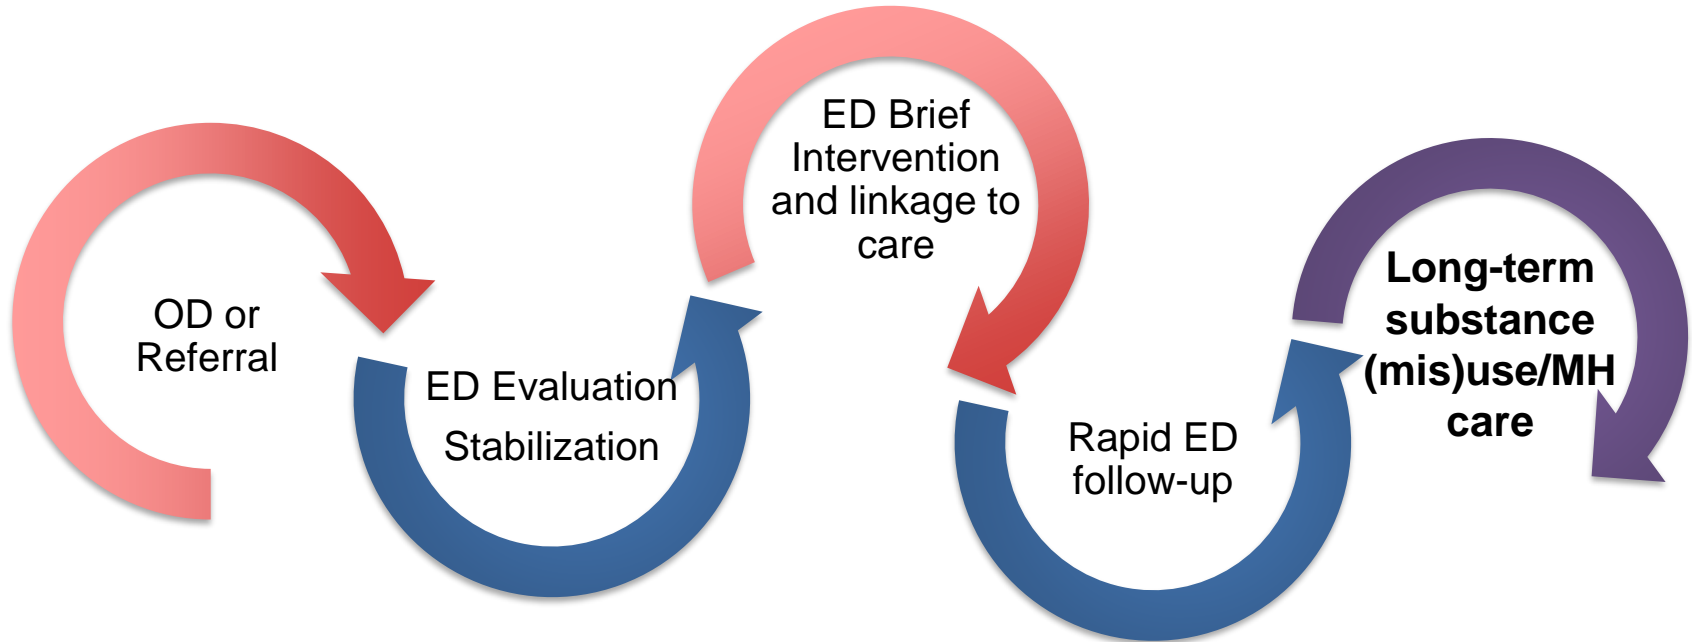 OD or
Referral
ED Evaluation
Stabilization
ED Brief
Intervention
and linkage to
care
Rapid ED
follow-up
Long-term
substance
(mis)use/MH
care